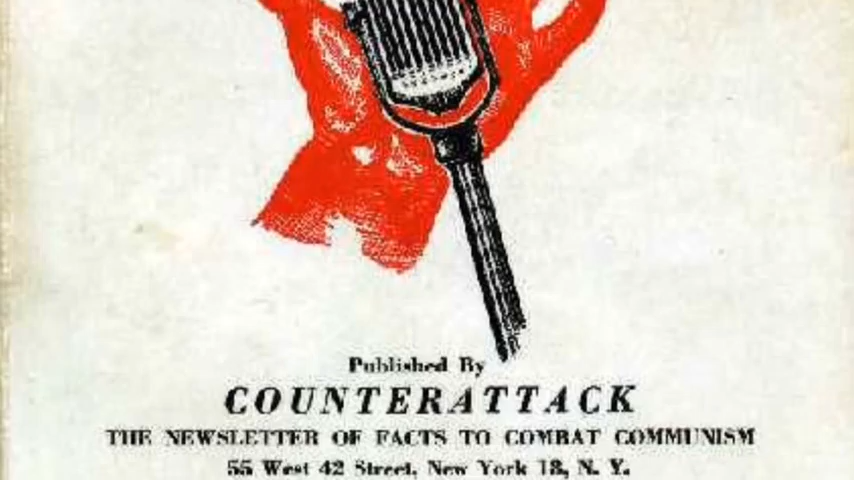 Published By
COUNTERATTACK
THE NEWSLETTER OF FACTS TO COMBAT COMMUNISM
55 West 42 Street, New York 18, N. Y.